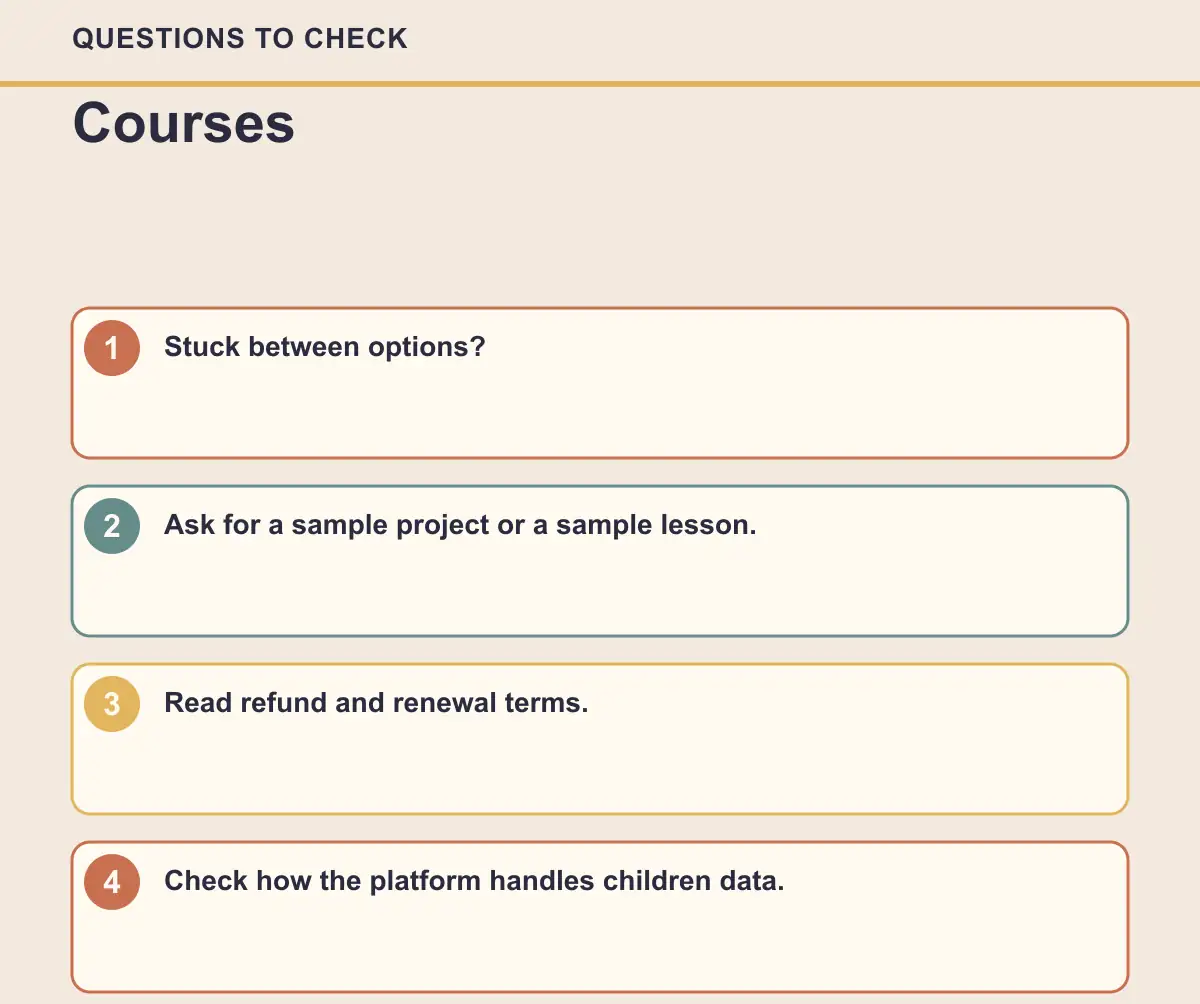 QUESTIONS TO CHECK
Courses
1 Stuck between options?
2 Ask for a sample project or a sample lesson.
3 Read refund and renewal terms.
4 Check how the platform handles children data.